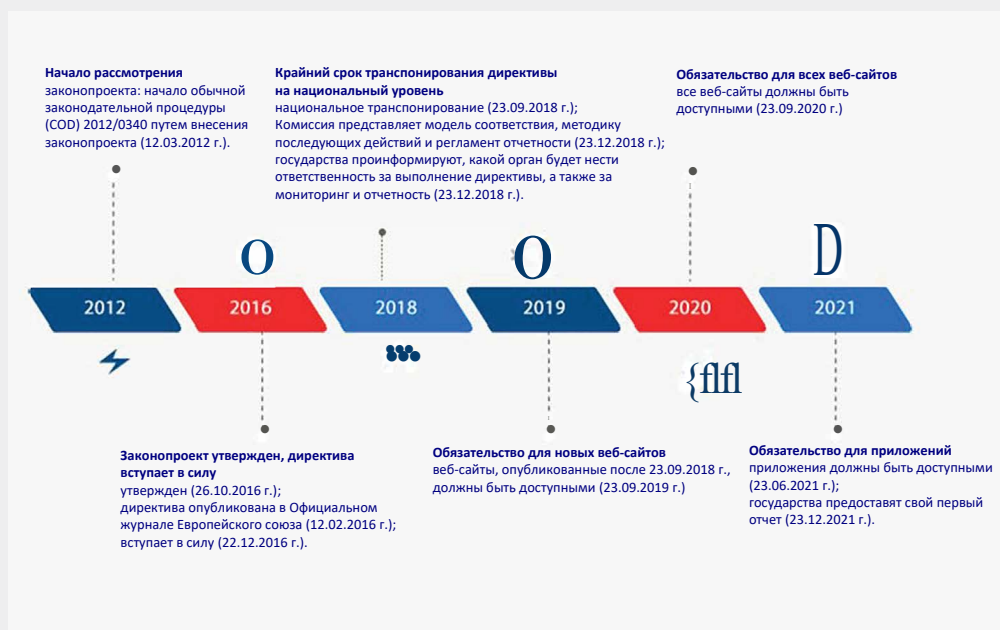 Начало рассмотрения
законопроекта: начало обычной
законодательной процедуры
(COD) 2012/0340 путем внесения
законопроекта (12.03.2012 г.).
Крайний срок транспонирования директивы
на национальный уровень
национальное транспонирование (23.09.2018 г.);
Комиссия представляет модель соответствия, методику
последующих действий и регламент отчетности (23.12.2018 г.);
государства проинформируют, какой орган будет нести
ответственность за выполнение директивы, а также за
мониторинг и отчетность (23.12.2018 г.).
Обязательство для всех веб-сайтов
все веб-сайты должны быть
доступными (23.09.2020 г.)
O
O
D
2012
2016
2018
2019
2020
2021
{flfl
Законопроект утвержден, директива
вступает в силу
утвержден (26.10.2016 г.);
директива опубликована в Официальном
журнале Европейского союза (12.02.2016 г.);
вступает в силу (22.12.2016 г.).
Обязательство для новых веб-сайтов
веб-сайты, опубликованные после 23.09.2018 г.,
должны быть доступными (23.09.2019 г.)
Обязательство для приложений
приложения должны быть доступными
(23.06.2021 г.);
государства предоставят свой первый
отчет (23.12.2021 г.).